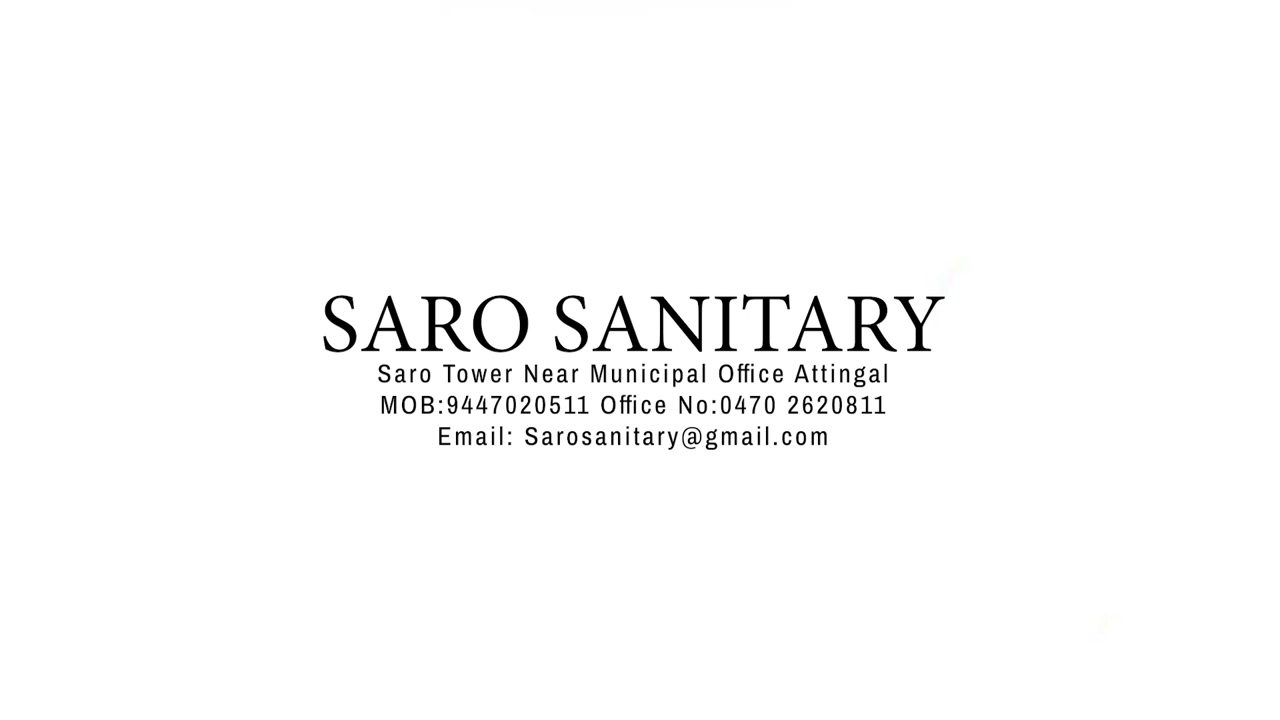 SARO SANITARY
Saro Tower Near Municipal Office Attingal
MOB:9447020511 Office No:0470 2620811
Email: Sarosanitary@gmail.com